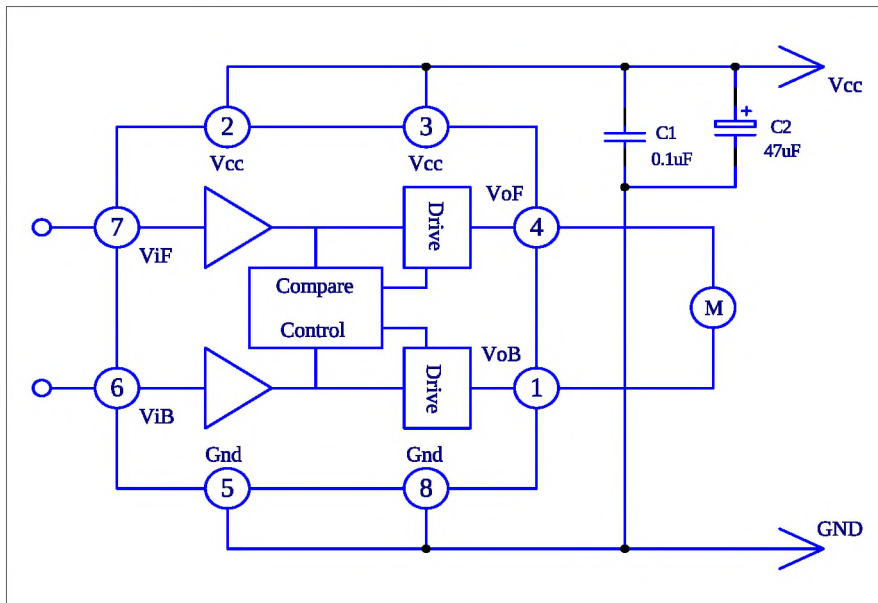 Vcc
2
3
Vcc
Vcc
C1
0.1uF
+
C2
47uF
7
ViF
Drive
VoF
4
Compare
Control
M
6
ViB
Drive
VoB
1
Gnd
Gnd
5
8
GND